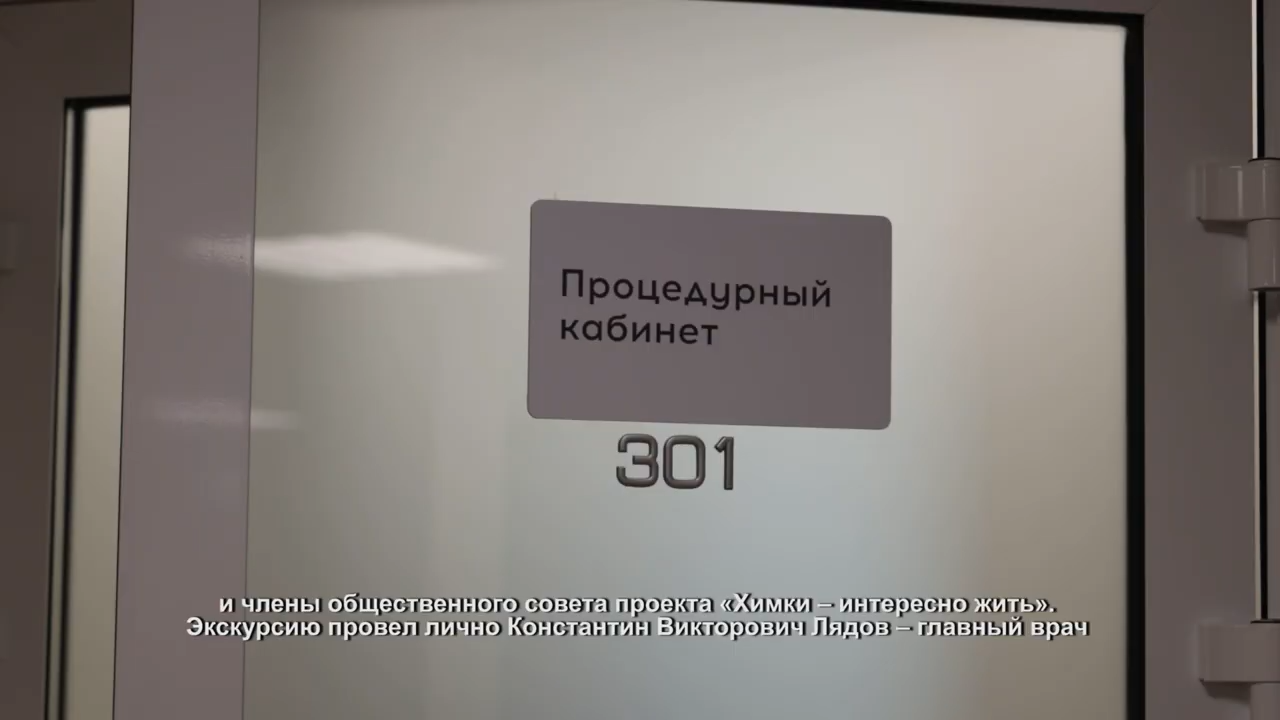 Процедурный
кабинет
301
и члены общественного совета проекта «Химки – интересно жить».
Экскурсию провел лично Константин Викторович Лядов – главный врач